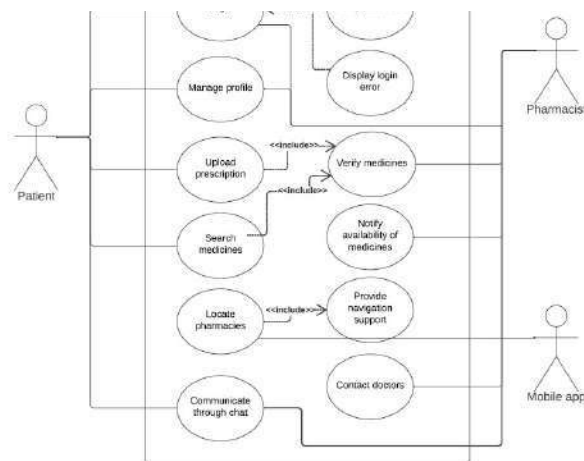 Display login
error
Manage profile
Pharmacist
<<include>>
Upload
prescription
Verify medicines
<<include>>
Patient
Search
medicines
Notify
availability of
medicines
Locate
pharmacies
<<include>>
Provide
navigation
support
Contact doctors
Mobile app
Communicate
through chat